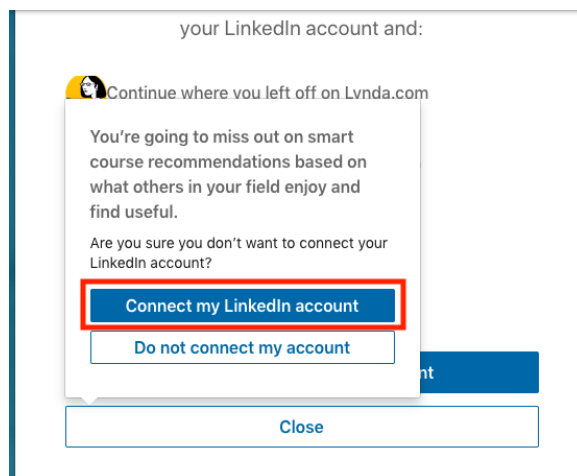 your LinkedIn account and:
Continue where you left off on Lynda.com
You're going to miss out on smart
course recommendations based on
what others in your field enjoy and
find useful.
Are you sure you don't want to connect your
LinkedIn account?
Connect my LinkedIn account
Do not connect my account
nt
Close